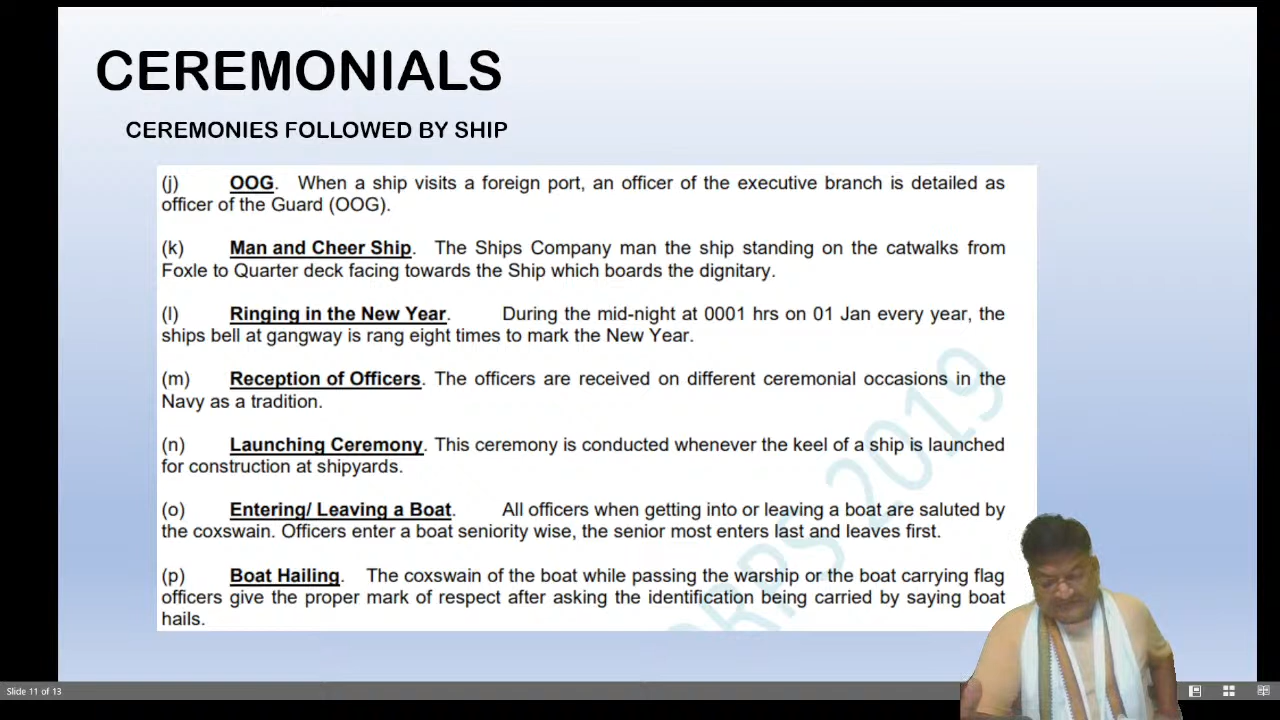 CEREMONIALS
CEREMONIES FOLLOWED BY SHIP
(j) OOG. When a ship visits a foreign port, an officer of the executive branch is detailed as
officer of the Guard (OOG).
(k) Man and Cheer Ship. The Ships Company man the ship standing on the catwalks from
Foxle to Quarter deck facing towards the Ship which boards the dignitary.
(l) Ringing in the New Year. During the mid-night at 0001 hrs on 01 Jan every year, the
ships bell at gangway is rang eight times to mark the New Year.
(m) Reception of Officers. The officers are received on different ceremonial occasions in the
Navy as a tradition.
(n) Launching Ceremony. This ceremony is conducted whenever the keel of a ship is launched
for construction at shipyards.
(o) Entering/ Leaving a Boat. All officers when getting into or leaving a boat are saluted by
the coxswain. Officers enter a boat seniority wise, the senior most enters last and leaves first.
(p) Boat Hailing. The coxswain of the boat while passing the warship or the boat carrying flag
officers give the proper mark of respect after asking the identification being carried by saying boat
hails.
2019
Slide 11 of 13